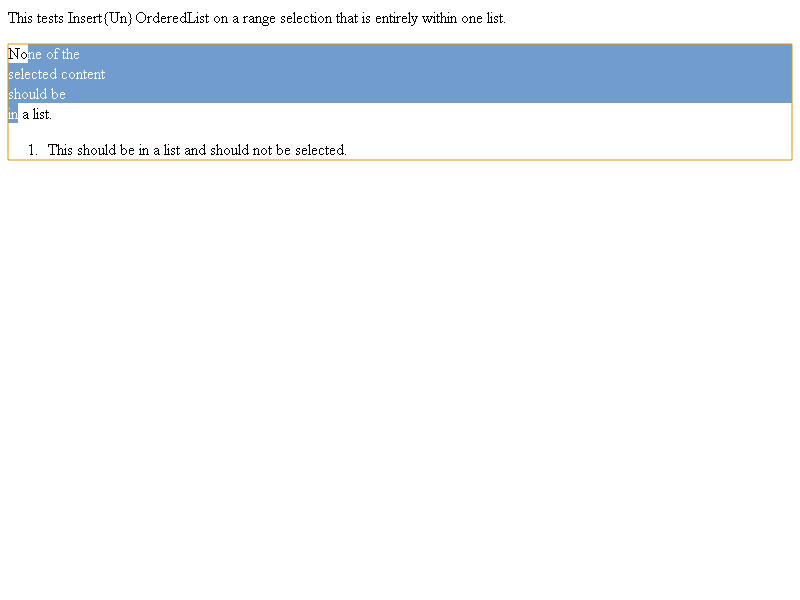 This tests Insert{Un}OrderedList on a range selection that is entirely within one list.
None of the
selected content
should be
in a list.
1. This should be in a list and should not be selected.